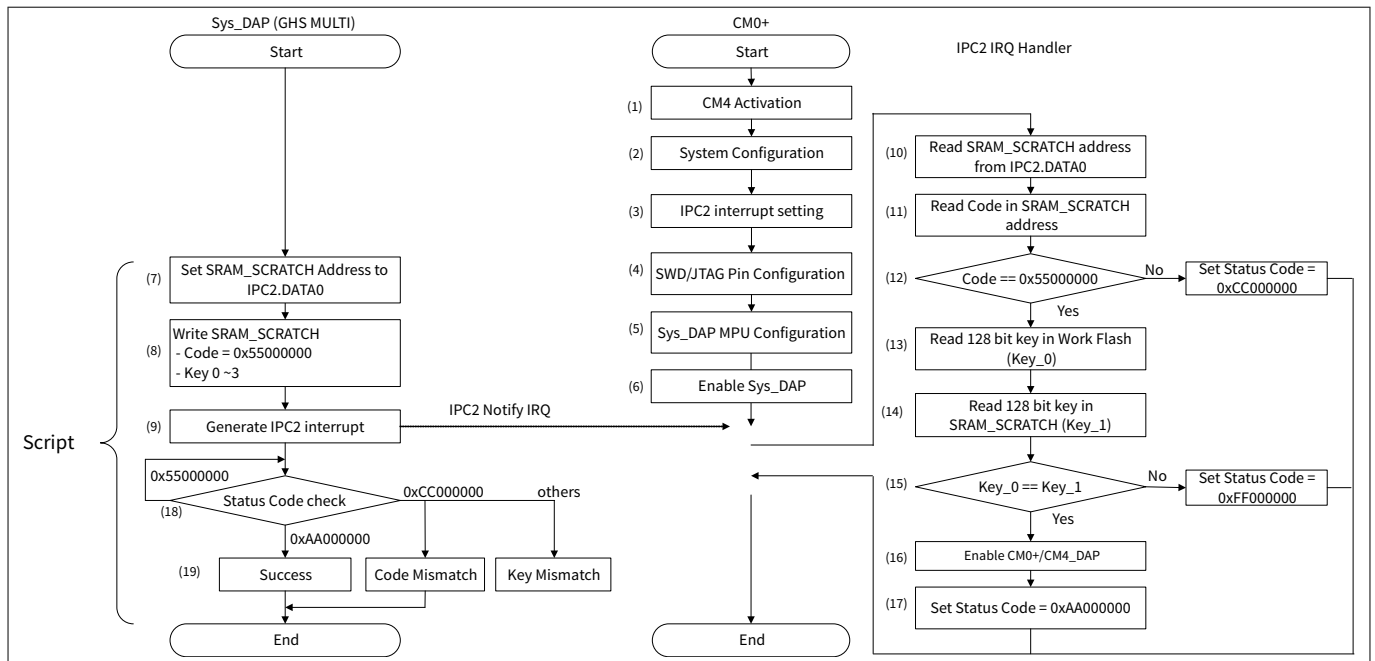 Sys_DAP (GHS MULTI)
Start
Script
(7)
Set SRAM_SCRATCH Address to
IPC2.DATA0
(8)
Write SRAM_SCRATCH
- Code = 0x55000000
- Key 0 ~3
(9)
Generate IPC2 interrupt
IPC2 Notify IRQ
0x55000000
Status Code check
(18)
0xCC000000
others
0xAA000000
(19)
Success
Code Mismatch
Key Mismatch
End
CM0+
Start
(1)
CM4 Activation
(2)
System Configuration
(3)
IPC2 interrupt setting
(4)
SWD/JTAG Pin Configuration
(5)
Sys_DAP MPU Configuration
(6)
Enable Sys_DAP
End
IPC2 IRQ Handler
(10)
Read SRAM_SCRATCH address
from IPC2.DATA0
(11)
Read Code in SRAM_SCRATCH
address
(12)
Code == 0x55000000
No
Set Status Code =
0xCC000000
Yes
(13)
Read 128 bit key in Work Flash
(Key_0)
(14)
Read 128 bit key in
SRAM_SCRATCH (Key_1)
(15)
Key_0 == Key_1
No
Set Status Code =
0xFF000000
Yes
(16)
Enable CM0+/CM4_DAP
(17)
Set Status Code = 0xAA000000